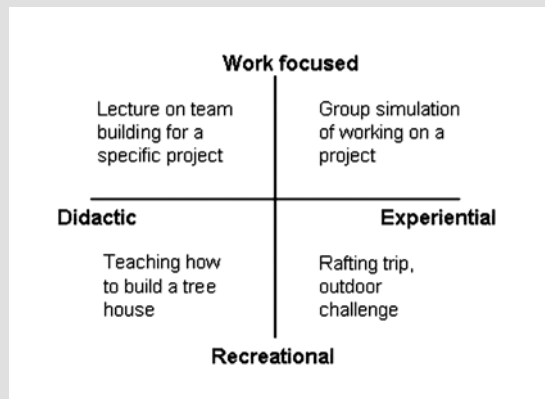 Work focused
Lecture on team
building for a
specific project
Group simulation
of working on a
project
Didactic
Experiential
Teaching how
to build a tree
house
Rafting trip,
outdoor
challenge
Recreational